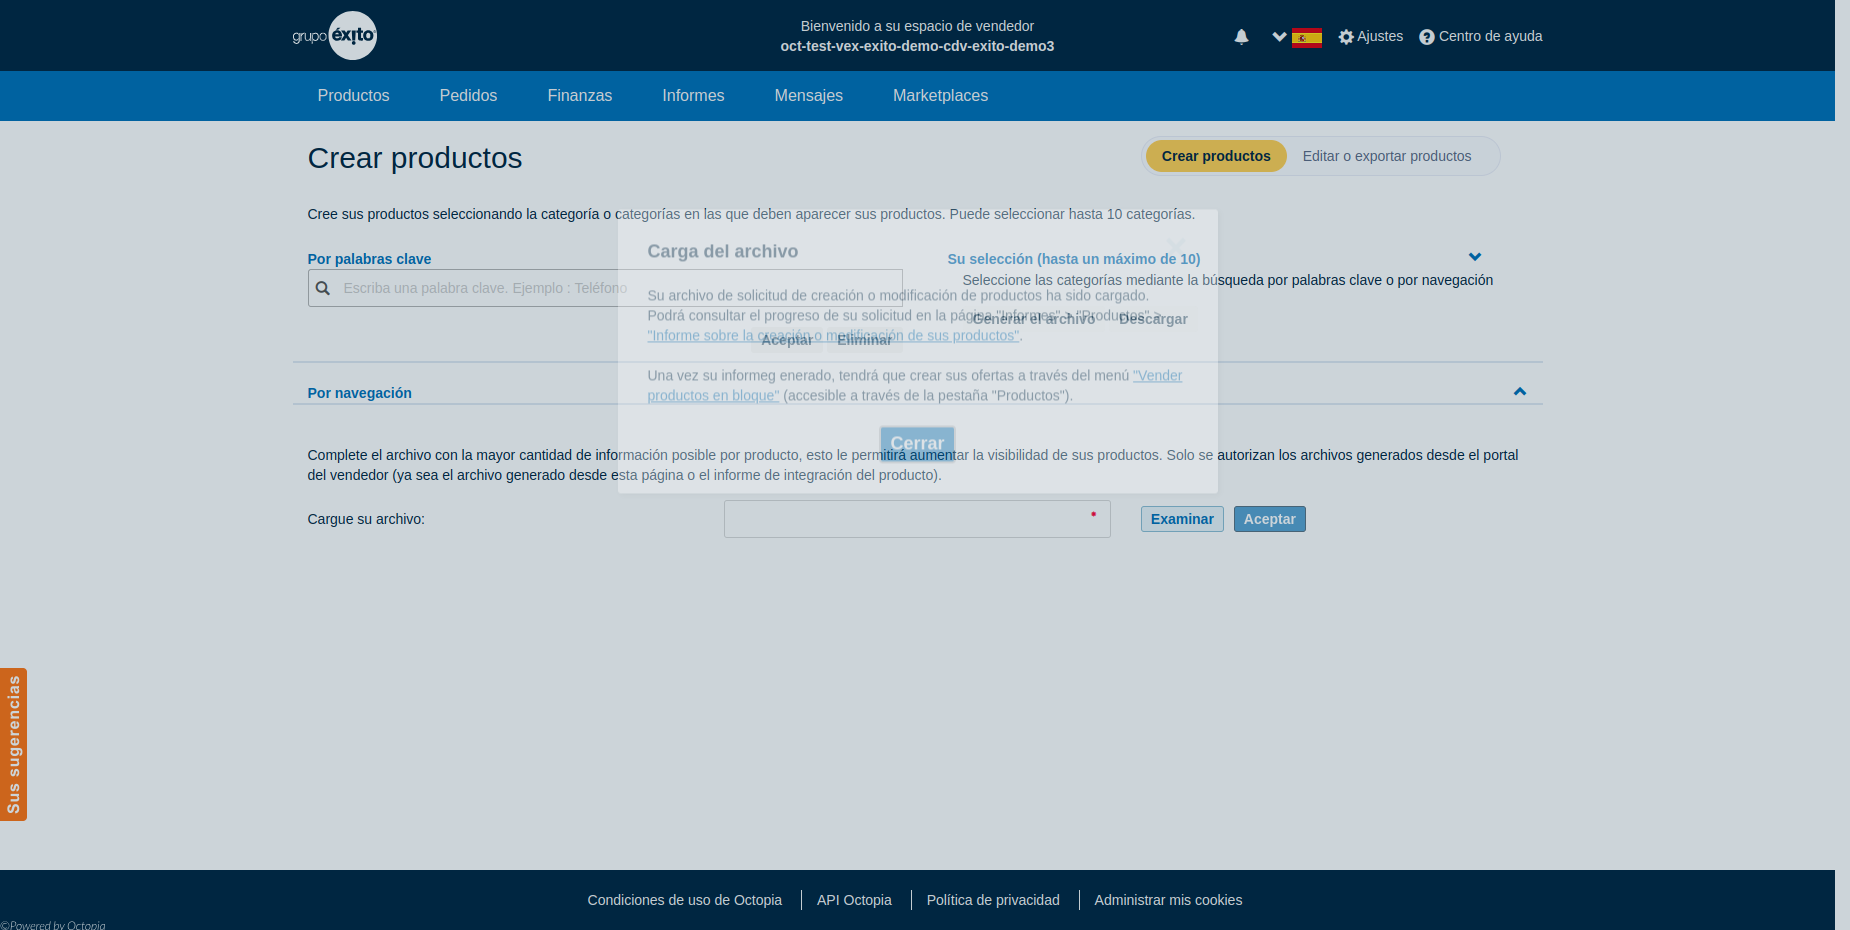 grupo éxito
Bienvenido a su espacio de vendedor
oct-test-vex-exito-demo-cdv-exito-demo3
Ajustes
Centro de ayuda
Productos
Pedidos
Finanzas
Informes
Mensajes
Marketplaces
Crear productos
Crear productos
Editar o exportar productos
Cree sus productos seleccionando la categoría o categorías en las que deben aparecer sus productos. Puede seleccionar hasta 10 categorías.
Carga del archivo
Por palabras clave
Su selección (hasta un máximo de 10)
Seleccione las categorías mediante la búsqueda por palabras clave o por navegación
Escriba una palabra clave. Ejemplo : Teléfono
Su archivo de solicitud de creación o modificación de productos ha sido cargado.
Podrá consultar el progreso de su solicitud en la página "Informes" > "Productos" >
"Informe sobre la creación o modificación de sus productos".
Generar el archivo
Descargar
Aceptar
Eliminar
Una vez su informeg enerado, tendrá que crear sus ofertas a través del menú "Vender
productos en bloque" (accesible a través de la pestaña "Productos").
Por navegación
Cerrar
Complete el archivo con la mayor cantidad de información posible por producto, esto le permitirá aumentar la visibilidad de sus productos. Solo se autorizan los archivos generados desde el portal
del vendedor (ya sea el archivo generado desde esta página o el informe de integración del producto).
Cargue su archivo:
*
Examinar
Aceptar
Sus sugerencias
Condiciones de uso de Octopia
API Octopia
Política de privacidad
Administrar mis cookies
©Powered by Octopia